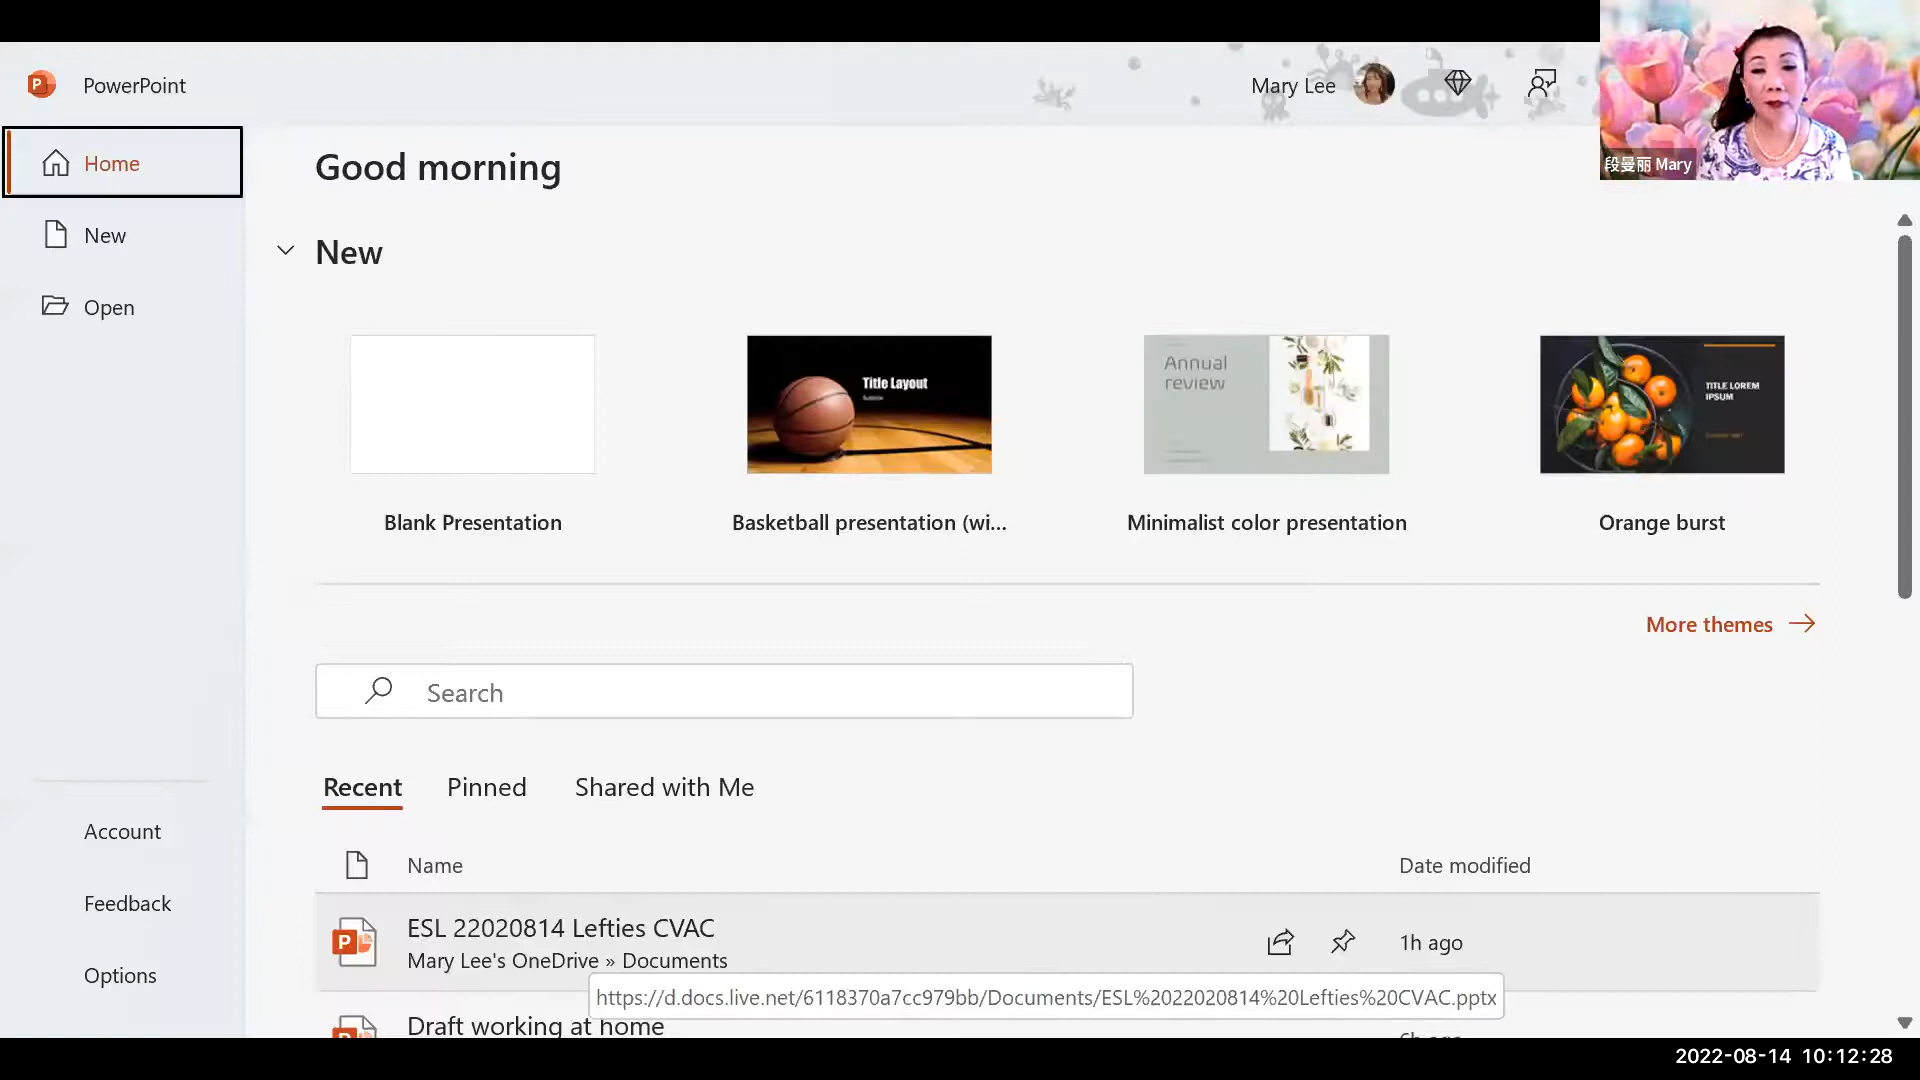 PowerPoint
Mary Lee
段曼丽 Mary
Home
New
Open
Good morning
New
Title Layout
Annual
review
TITLE LOREM
IPSUM
Blank Presentation
Basketball presentation (wi...
Minimalist color presentation
Orange burst
More themes
Search
Recent
Pinned
Shared with Me
Account
Feedback
Options
Name
Date modified
ESL 22020814 Lefties CVAC
1h ago
Mary Lee's OneDrive » Documents
https://d.docs.live.net/6118370a7cc979bb/Documents/ESL%2022020814%20Lefties%20CVAC.pptx
Draft working at home
2022-08-14 10:12:28